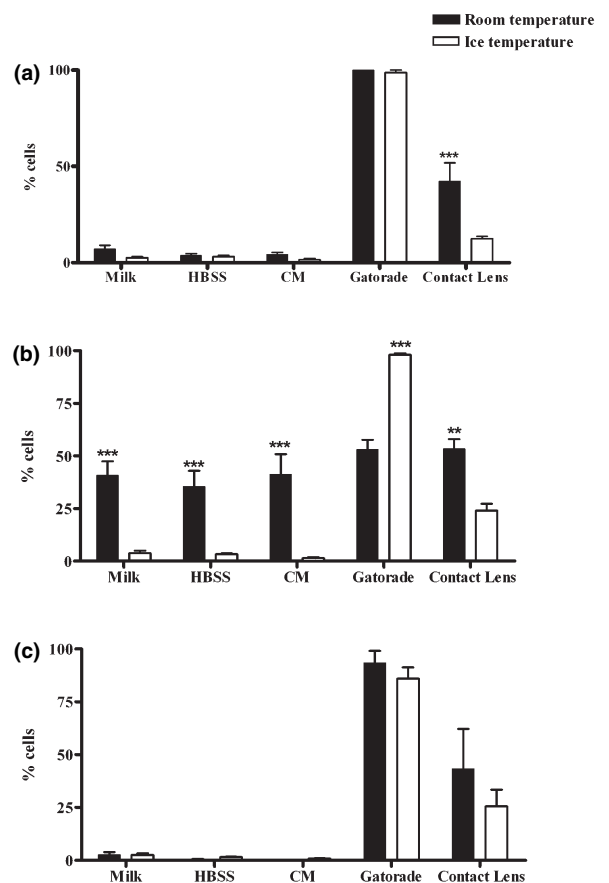 Room temperature
Ice temperature
(a)
100
50
0
% cells
***
Milk HBSS CM Gatorade Contact Lens
(b)
100
75
50
25
0
% cells
*** *** *** *** **
Milk HBSS CM Gatorade Contact Lens
(c)
100
75
50
25
0
% cells
Milk HBSS CM Gatorade Contact Lens